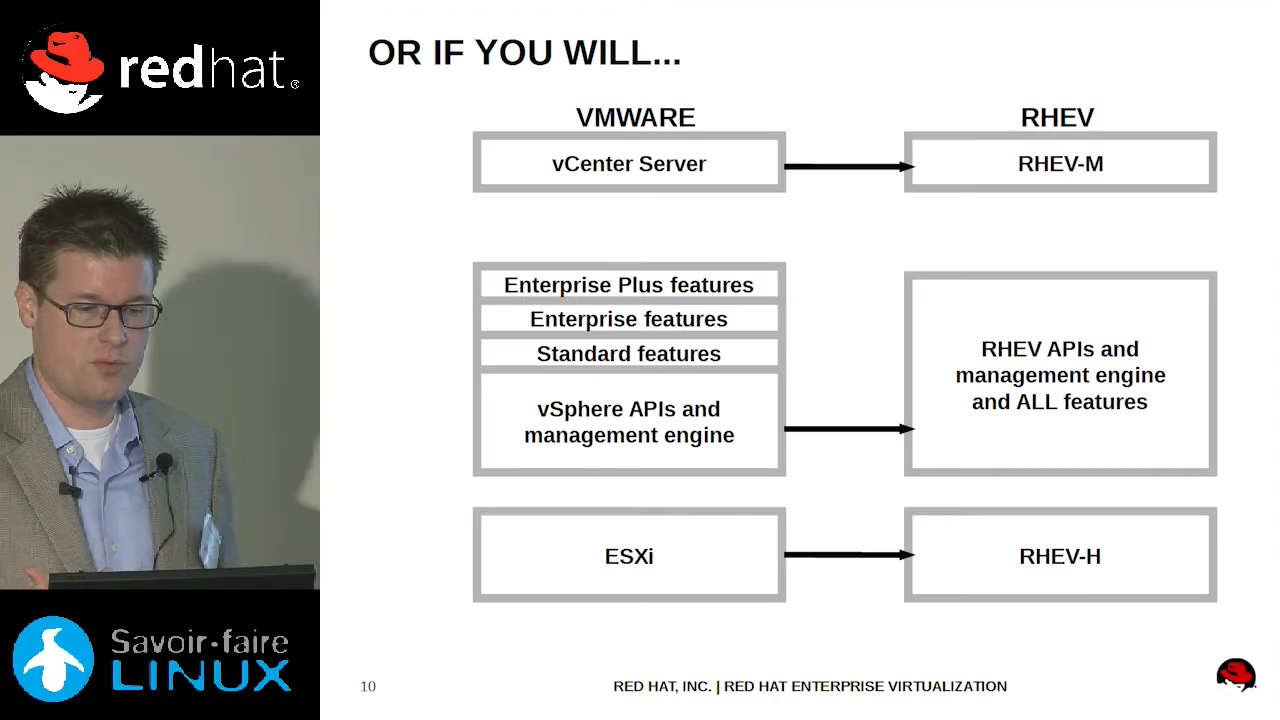 redhat®
OR IF YOU WILL...
VMWARE
RHEV
vCenter Server
RHEV-M
Enterprise Plus features
Enterprise features
Standard features
vSphere APIs and
management engine
RHEV APIs and
management engine
and ALL features
ESXi
RHEV-H
Savoir-faire
LINUX
10
RED HAT, INC. | RED HAT ENTERPRISE VIRTUALIZATION